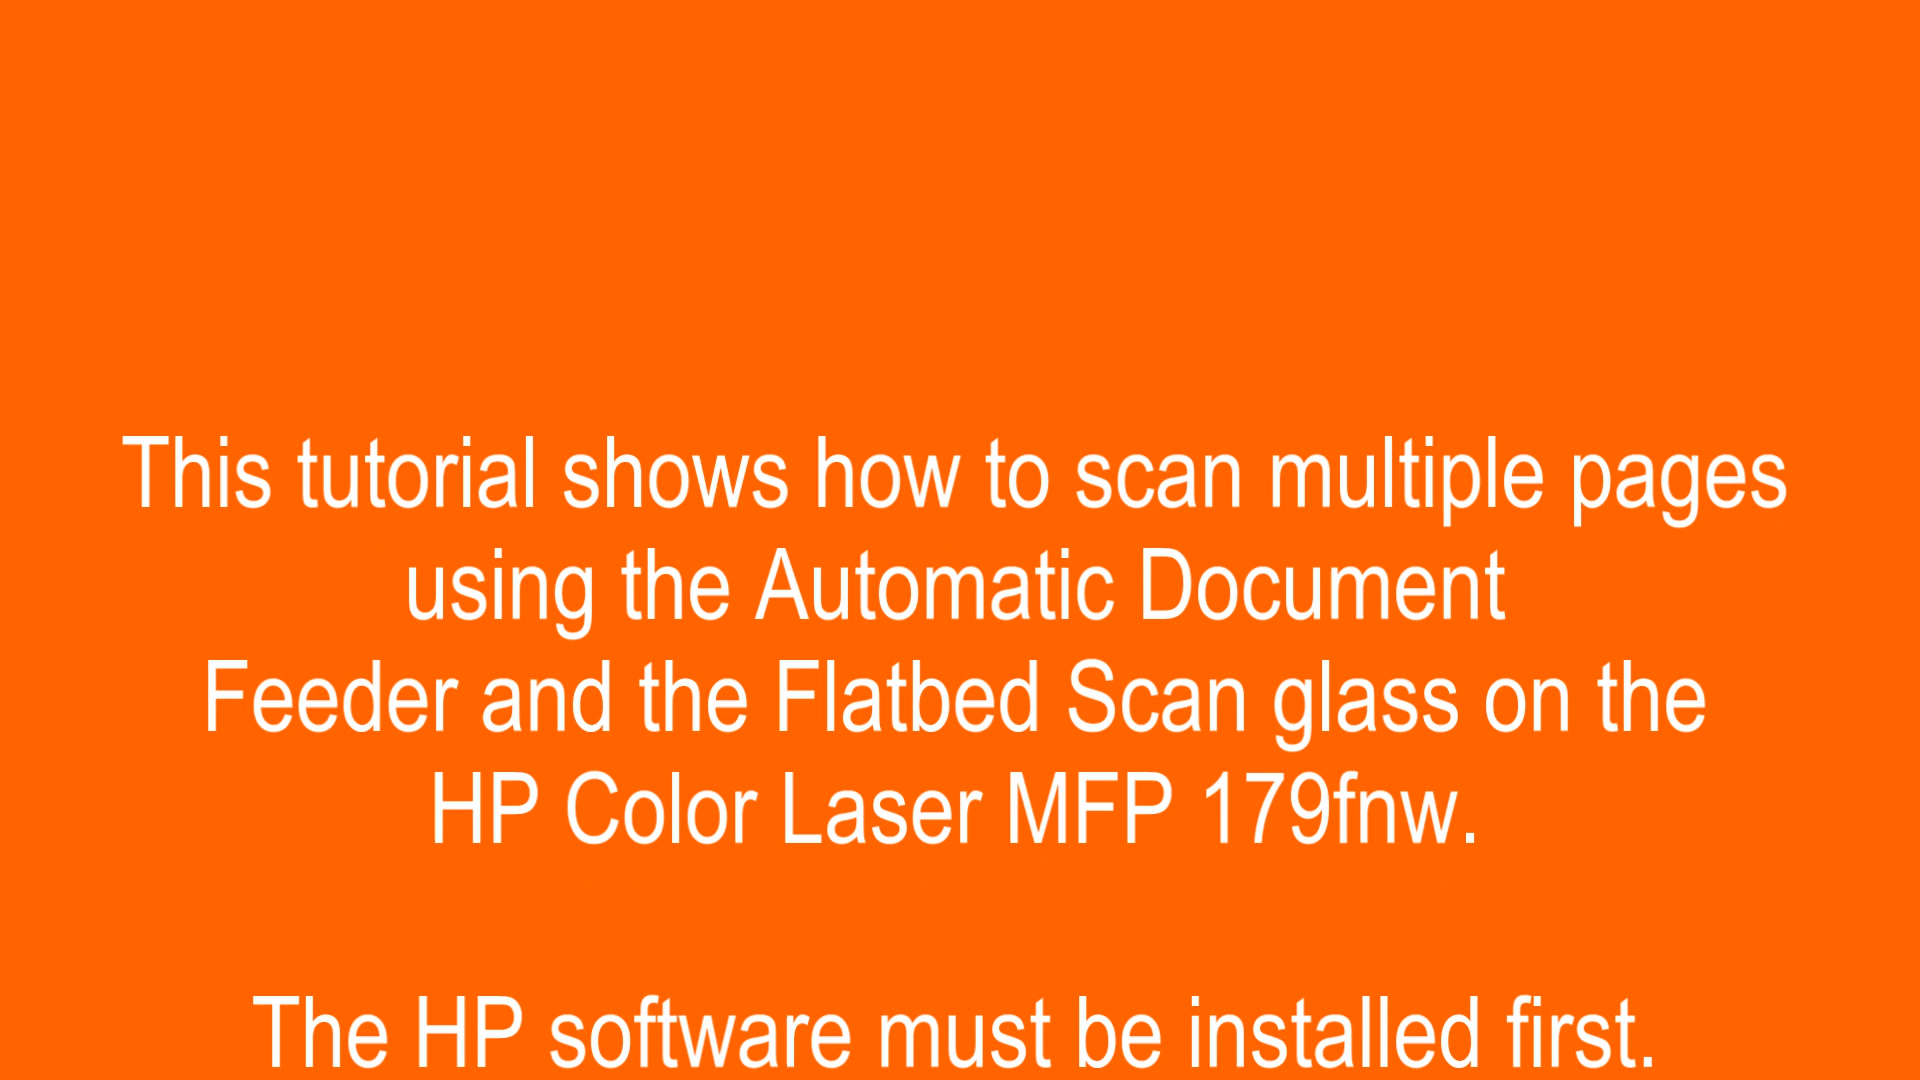 This tutorial shows how to scan multiple pages
using the Automatic Document
Feeder and the Flatbed Scan glass on the
HP Color Laser MFP 179fnw.
The HP software must be installed first.